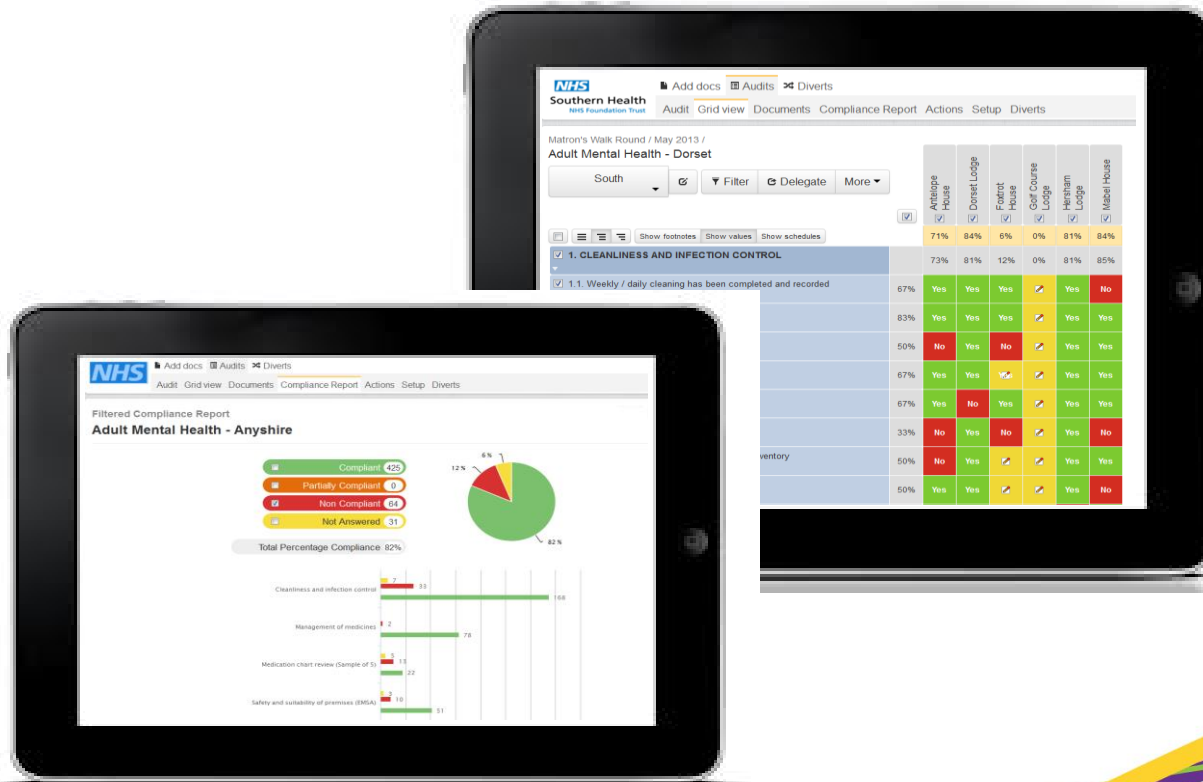 NHS
Southern Health
NHS Foundation Trust
Add docs Audits Diverts
Audit Grid view Documents Compliance Report Actions Setup Diverts
Matron's Walk Round / May 2013 /
Adult Mental Health - Dorset
South Filter Delegate More
Antelope House
Dorset Lodge
Foxtrot House
Golf Course Lodge
Hersham Lodge
Mabel House
Show footnotes Show values Show schedules 71% 84% 6% 0% 81% 84%
1. CLEANLINESS AND INFECTION CONTROL 73% 81% 12% 0% 81% 85%
1.1. Weekly / daily cleaning has been completed and recorded 67% Yes Yes Yes Yes No
83% Yes Yes Yes Yes Yes
50% No Yes No Yes Yes
67% Yes Yes Yes Yes
67% Yes No Yes Yes Yes
33% No Yes No Yes No
ventory 50% No Yes Yes Yes
50% Yes Yes Yes No
NHS
Add docs Audits Diverts
Audit Grid view Documents Compliance Report Actions Setup Diverts
Filtered Compliance Report
Adult Mental Health - Anyshire
Compliant 425
Partially Compliant 0
Non Compliant 64
Not Answered 31
Total Percentage Compliance 82%
6%
12%
82%
Cleanliness and infection control 7 33 168
Management of medicines 2 78
Medication chart review (Sample of 5) 5 13 22
Safety and suitability of premises (EMSA) 10 51